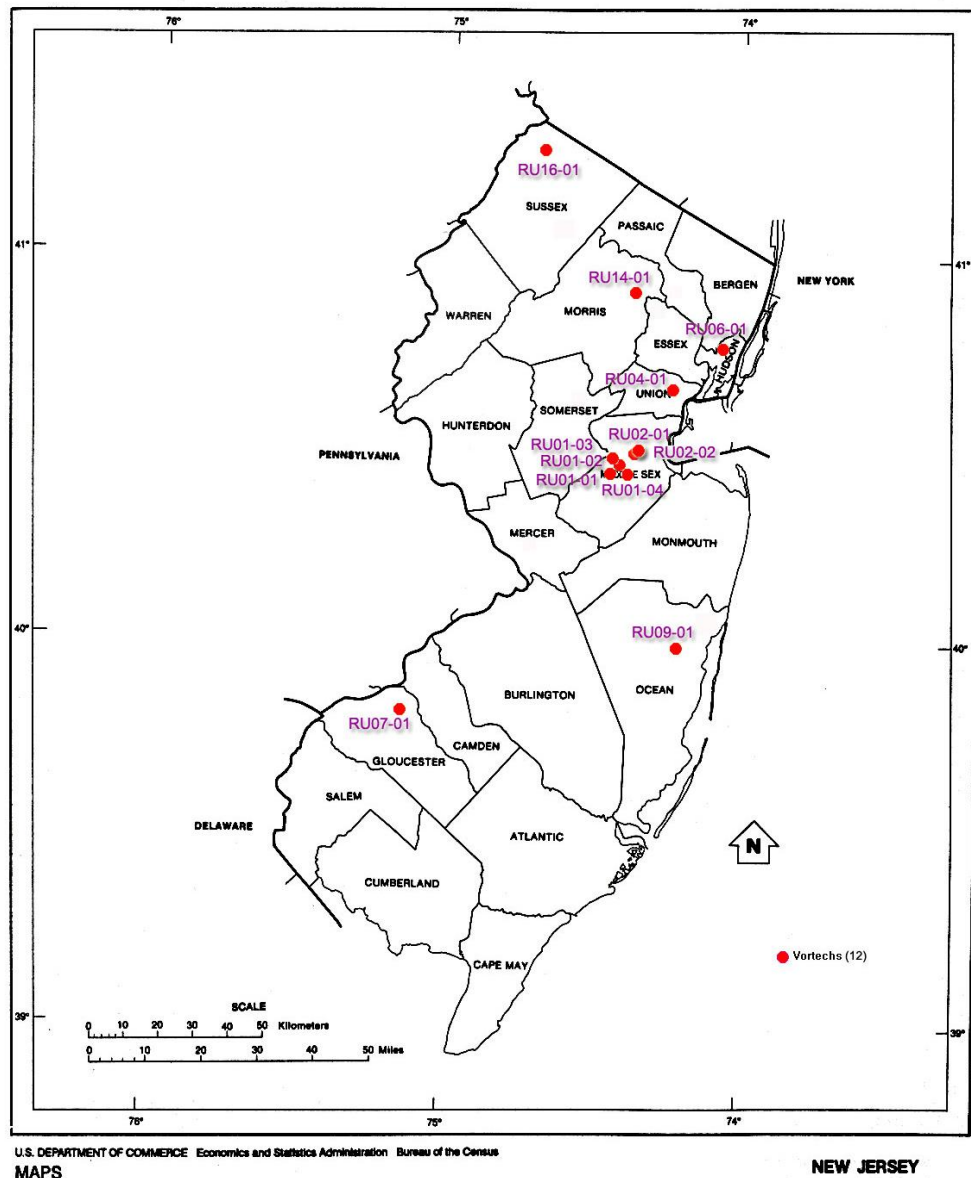 76°
75°
74°
RU16-01
SUSSEX
PASSAIC
41°
41°
RU14-01
BERGEN
NEW YORK
WARREN
MORRIS
RU06-01
ESSEX
HUDSON
RU04-01
UNION
SOMERSET
HUNTERDON
RU02-01
RU01-03
RU02-02
PENNSYLVANIA
RU01-02
RU01-01
RU01-04
MERCER
MONMOUTH
40°
40°
RU09-01
OCEAN
BURLINGTON
RU07-01
CAMDEN
GLOUCESTER
SALEM
DELAWARE
ATLANTIC
N
CUMBERLAND
Vortechs (12)
CAPE MAY
SCALE
0 10 20 30 40 50 Kilometers
0 10 20 30 40 50 Miles
39°
39°
76°
75°
74°
U.S. DEPARTMENT OF COMMERCE Economics and Statistics Administration Bureau of the Census
MAPS
NEW JERSEY